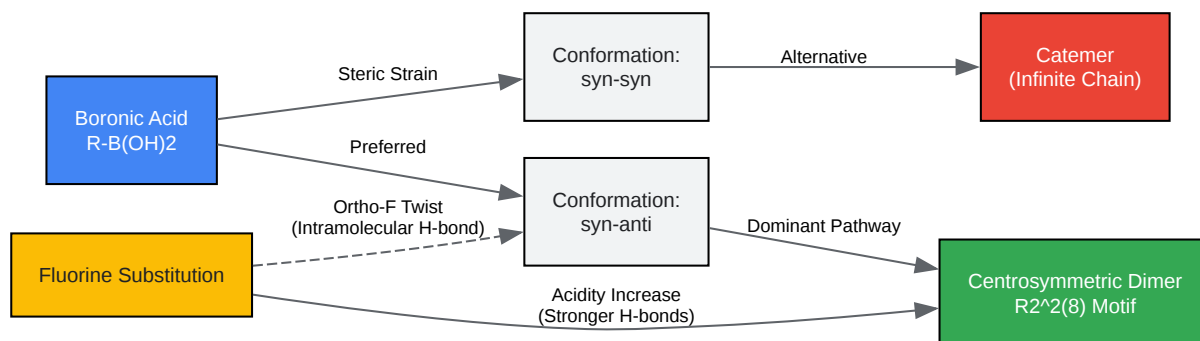 Boronic Acid
R-B(OH)2
Steric Strain
Conformation:
syn-syn
Alternative
Catemer
(Infinite Chain)
Preferred
Ortho-F Twist
(Intramolecular H-bond)
Conformation:
syn-anti
Dominant Pathway
Fluorine Substitution
Acidity Increase
(Stronger H-bonds)
Centrosymmetric Dimer
R2^2(8) Motif